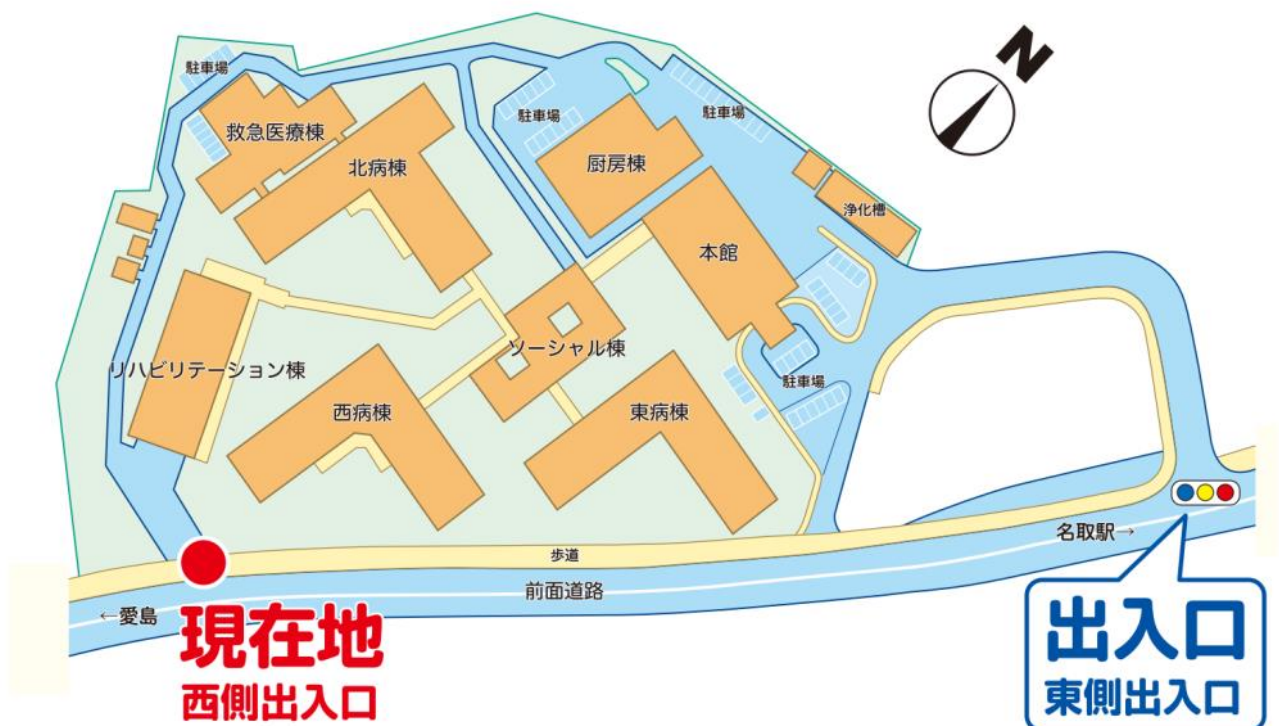 N
駐車場
救急医療棟
北病棟
駐車場
駐車場
厨房棟
浄化槽
本館
ソーシャル棟
リハビリテーション棟
西病棟
東病棟
駐車場
歩道
前面道路
名取駅→
←愛島
現在地
西側出入口
出入口
東側出入口